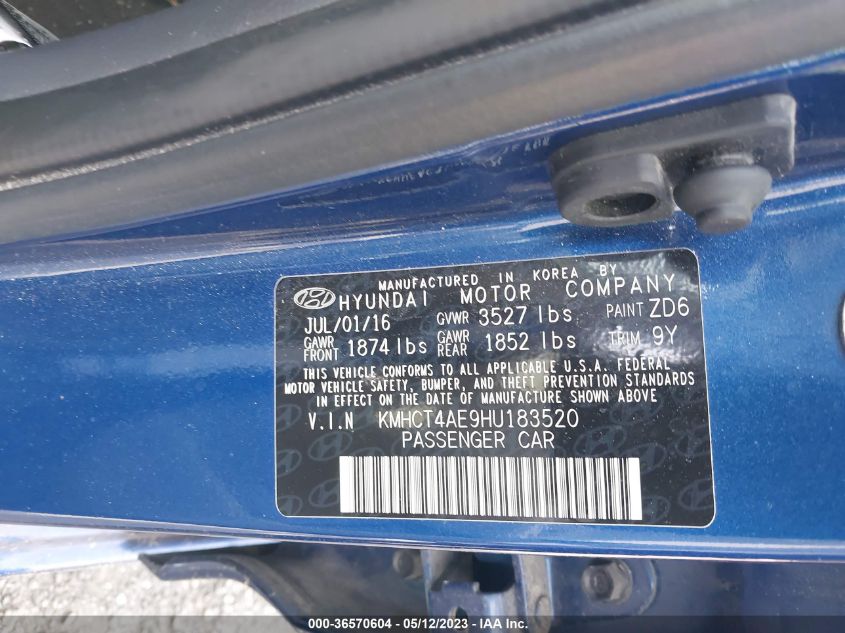 MANUFACTURED IN KOREA BY
HYUNDAI MOTOR COMPANY
JUL/01/16 GVWR 3527 lbs PAINT ZD6
GAWR FRONT 1874 lbs GAWR REAR 1852 lbs TRIM 9Y
THIS VEHICLE CONFORMS TO ALL APPLICABLE U.S.A. FEDERAL
MOTOR VEHICLE SAFETY, BUMPER, AND THEFT PREVENTION STANDARDS
IN EFFECT ON THE DATE OF MANUFACTURE SHOWN ABOVE
V.I.N KMHCT4AE9HU183520
PASSENGER CAR
000-36570604 - 05/12/2023 - © IAA Inc.